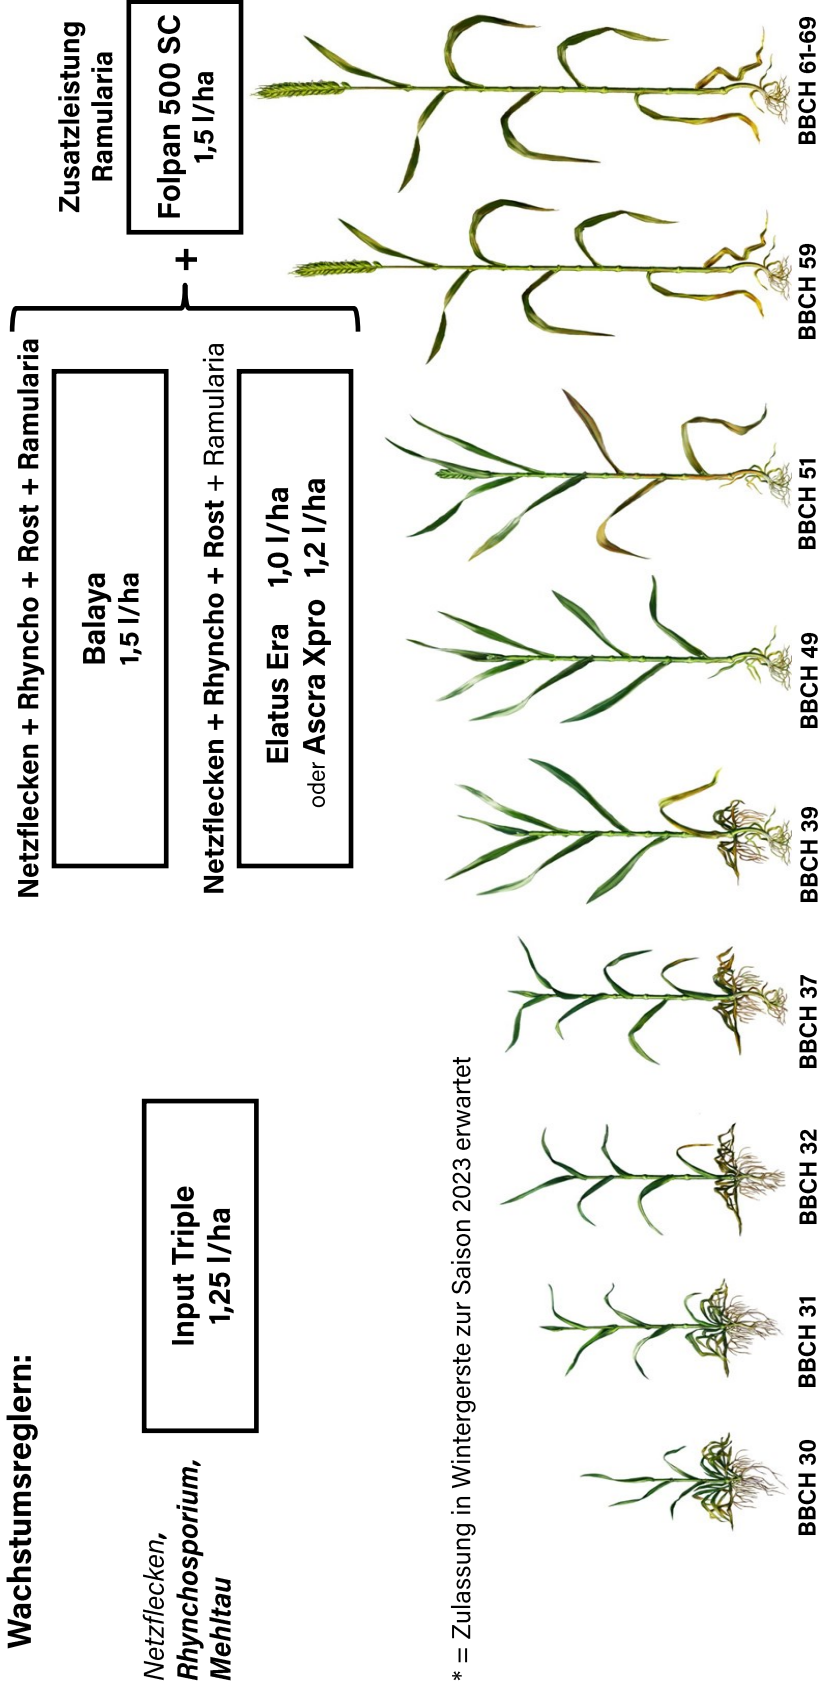 Wachstumsreglern:
Netzflecken,
Rhynchosporium,
Mehltau
Input Triple
1,25 l/ha
Netzflecken + Rhyncho + Rost + Ramularia
Balaya
1,5 l/ha
Netzflecken + Rhyncho + Rost + Ramularia
Elatus Era 1,0 l/ha
oder Ascra Xpro 1,2 l/ha
+
Zusatzleistung
Ramularia
Folpan 500 SC
1,5 l/ha
* = Zulassung in Wintergerste zur Saison 2023 erwartet
BBCH 30
BBCH 31
BBCH 32
BBCH 37
BBCH 39
BBCH 49
BBCH 51
BBCH 59
BBCH 61-69